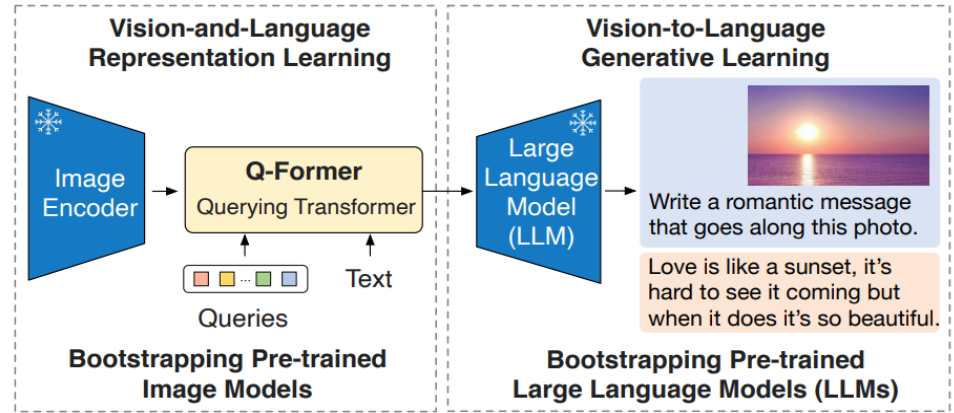 Vision-and-Language
Representation Learning
Image
Encoder
Q-Former
Querying Transformer
...
Queries
Text
Bootstrapping Pre-trained
Image Models
Vision-to-Language
Generative Learning
Large
Language
Model
(LLM)
Write a romantic message
that goes along this photo.
Love is like a sunset, it's
hard to see it coming but
when it does it's so beautiful.
Bootstrapping Pre-trained
Large Language Models (LLMs)